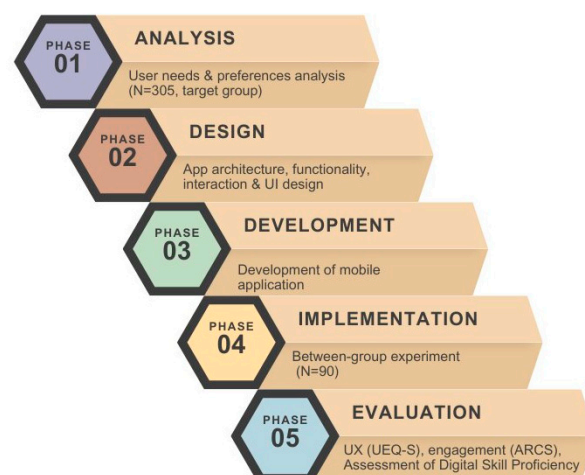 PHASE
01
ANALYSIS
User needs & preferences analysis
(N=305, target group)
PHASE
02
DESIGN
App architecture, functionality,
interaction & UI design
PHASE
03
DEVELOPMENT
Development of mobile
application
PHASE
04
IMPLEMENTATION
Between-group experiment
(N=90)
PHASE
05
EVALUATION
UX (UEQ-S), engagement (ARCS),
Assessment of Digital Skill Proficiency